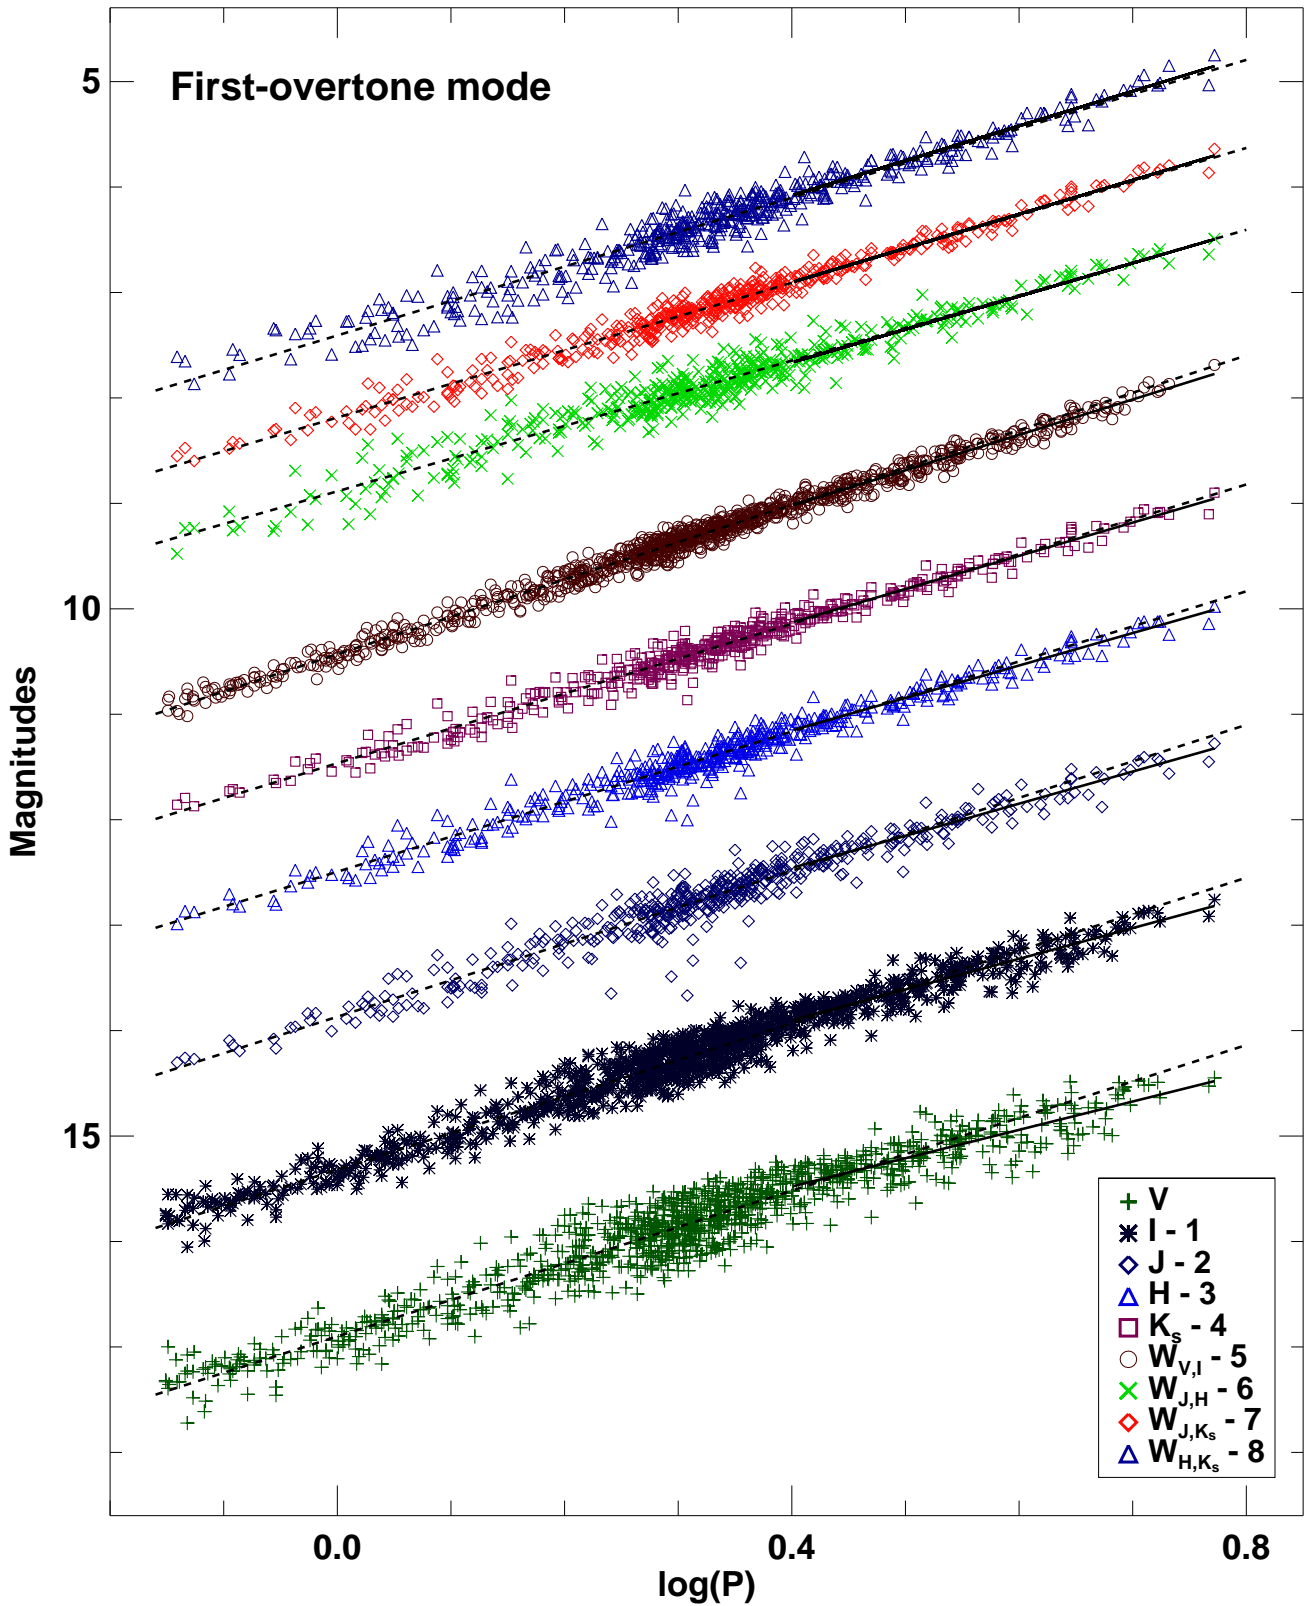 First-overtone mode
5
10
15
Magnitudes
V
I - 1
J - 2
H - 3
Ks - 4
WV,I - 5
WJ,H - 6
WJ,Ks - 7
WH,Ks - 8
0.0 0.4 0.8
log(P)